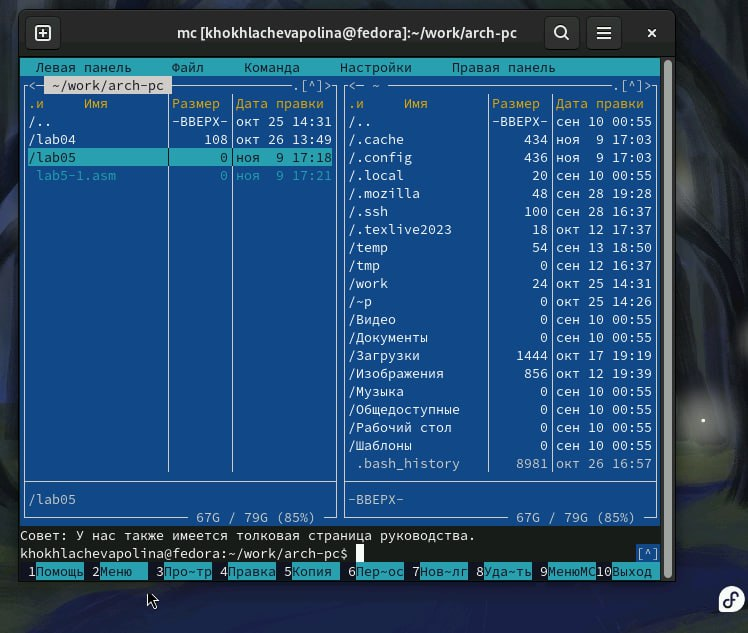 mc [khokhlachevapolina@fedora]:~/work/arch-pc
Левая панель Файл Команда Настройки Правая панель
<─ ~/work/arch-pc .[^]> <─ ~ .[^]>
.и Имя Размер Дата правки .и Имя Размер Дата правки
/.. -ВВЕРХ- окт 25 14:31 /.. -ВВЕРХ- сен 10 00:55
/lab04 108 окт 26 13:49 /.cache 434 ноя 9 17:03
/lab05 0 ноя 9 17:18 /.config 436 ноя 9 17:03
lab5-1.asm 0 ноя 9 17:21 /.local 20 сен 10 00:55
/.mozilla 48 сен 28 19:28
/.ssh 100 сен 28 16:37
/.texlive2023 18 окт 12 17:37
/temp 54 сен 13 18:50
/tmp 0 сен 12 16:37
/work 24 окт 25 14:31
/~p 0 окт 25 14:26
/Видео 0 сен 10 00:55
/Документы 0 сен 10 00:55
/Загрузки 1444 окт 17 19:19
/Изображения 856 окт 12 19:39
/Музыка 0 сен 10 00:55
/Общедоступные 0 сен 10 00:55
/Рабочий стол 0 сен 10 00:55
/Шаблоны 0 сен 10 00:55
.bash_history 8981 окт 26 16:57
/lab05 -ВВЕРХ-
67G / 79G (85%) 67G / 79G (85%)
Совет: У нас также имеется толковая страница руководства.
khokhlachevapolina@fedora:~/work/arch-pc$ [^]
1Помощь 2Меню 3Про~тр 4Правка 5Копия 6Пер~ос 7Нов~лг 8Уда~ть 9МенюMC 10Выход